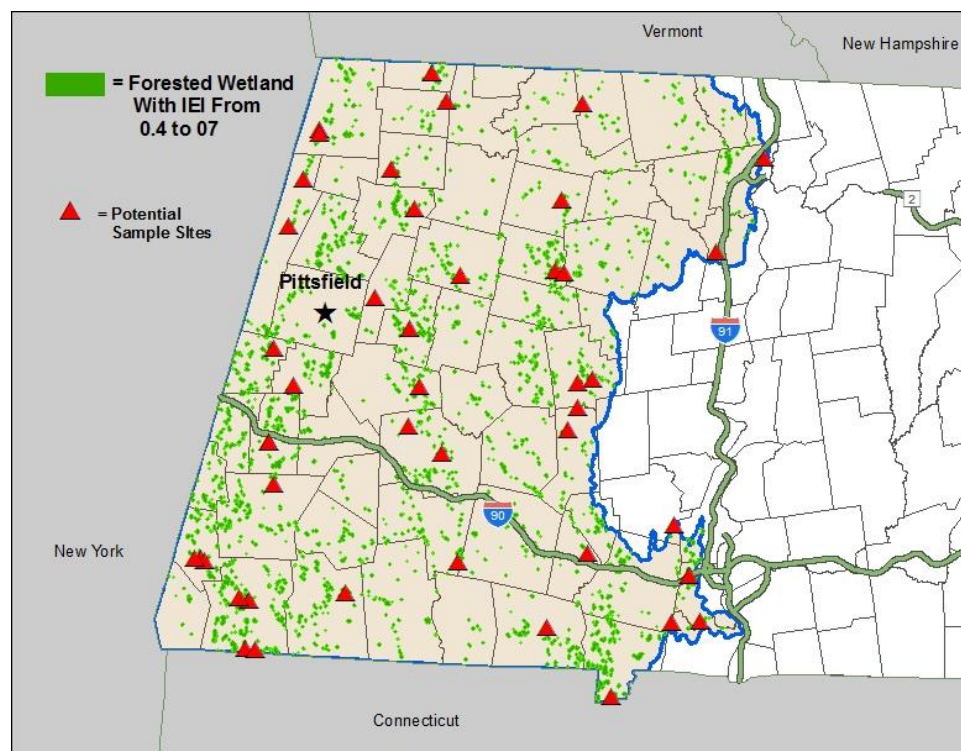 Vermont
New Hampshire
= Forested Wetland
With IEI From
0.4 to 07
2
= Potential
Sample SItes
Pittsfield
91
90
New York
Connecticut